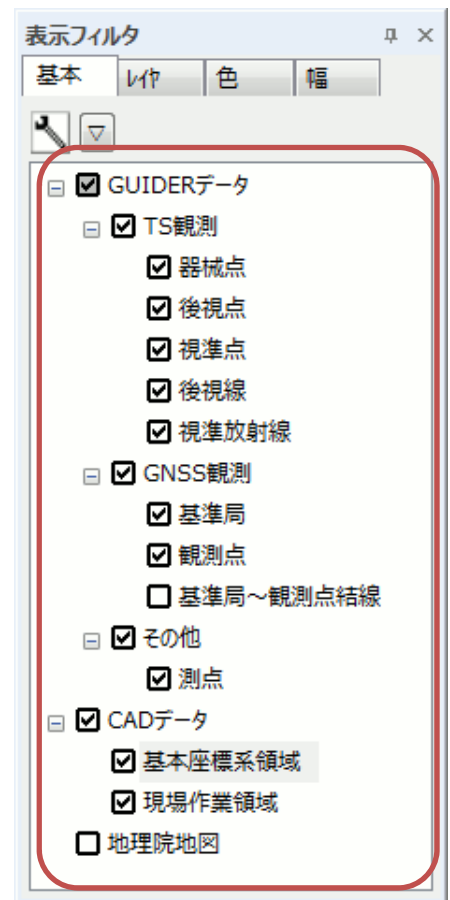 表示フィルタ
基本 ﾚｲﾔ 色 幅
GUIDERデータ
TS観測
器械点
後視点
視準点
後視線
視準放射線
GNSS観測
基準局
観測点
基準局～観測点結線
その他
測点
CADデータ
基本座標系領域
現場作業領域
地理院地図